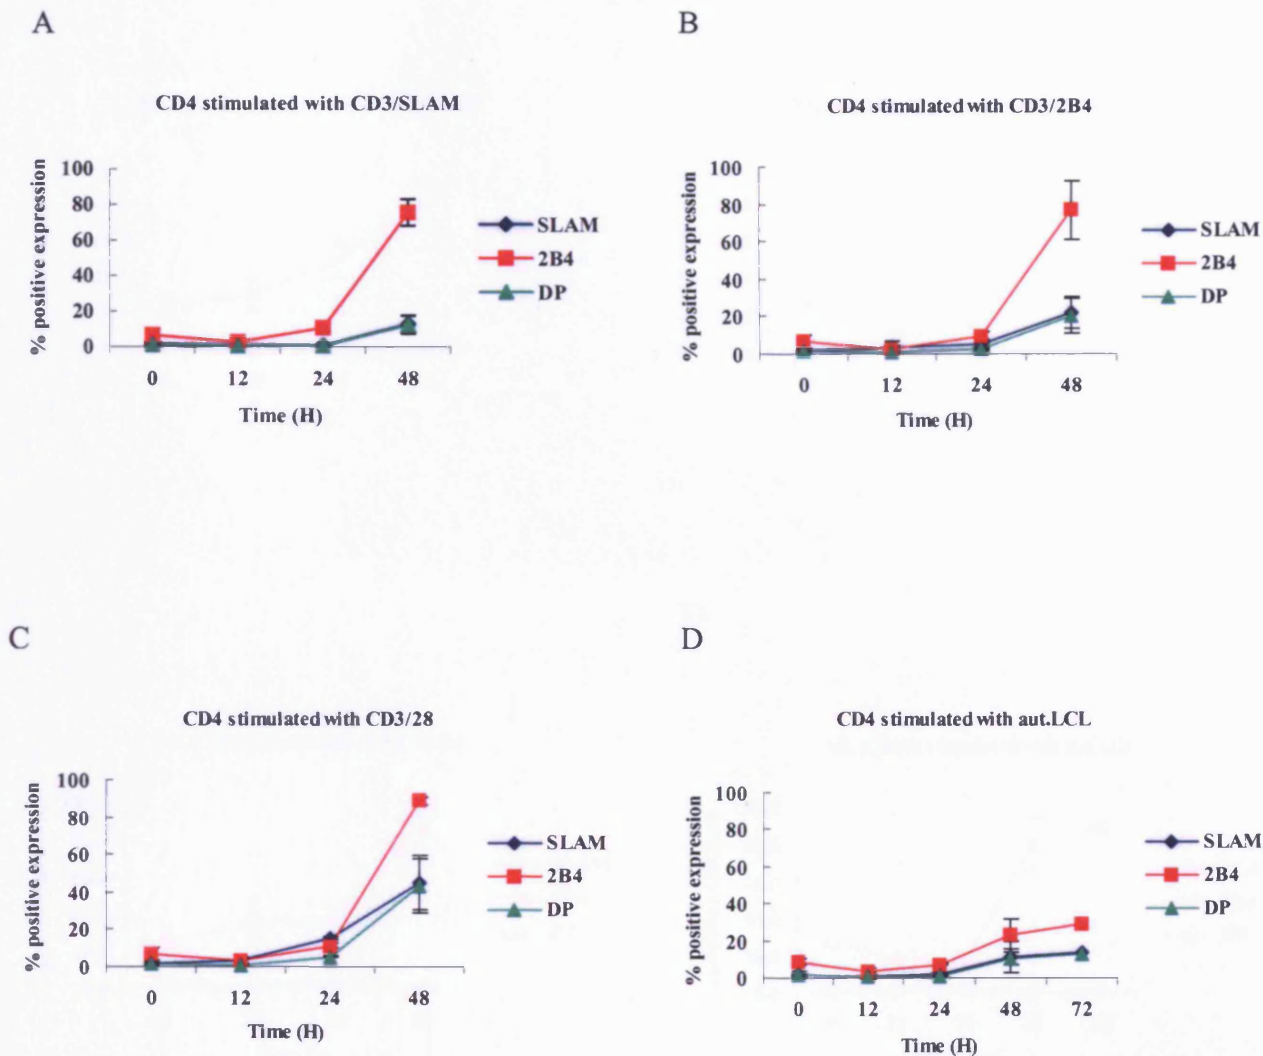 A
CD4 stimulated with CD3/SLAM
% positive expression
100
80
60
40
20
0
0 12 24 48
Time (H)
SLAM
2B4
DP
B
CD4 stimulated with CD3/2B4
% positive expression
100
80
60
40
20
0
0 12 24 48
Time (H)
SLAM
2B4
DP
C
CD4 stimulated with CD3/28
% positive expression
100
80
60
40
20
0
0 12 24 48
Time (H)
SLAM
2B4
DP
D
CD4 stimulated with aut.LCL
% positive expression
100
80
60
40
20
0
0 12 24 48 72
Time (H)
SLAM
2B4
DP